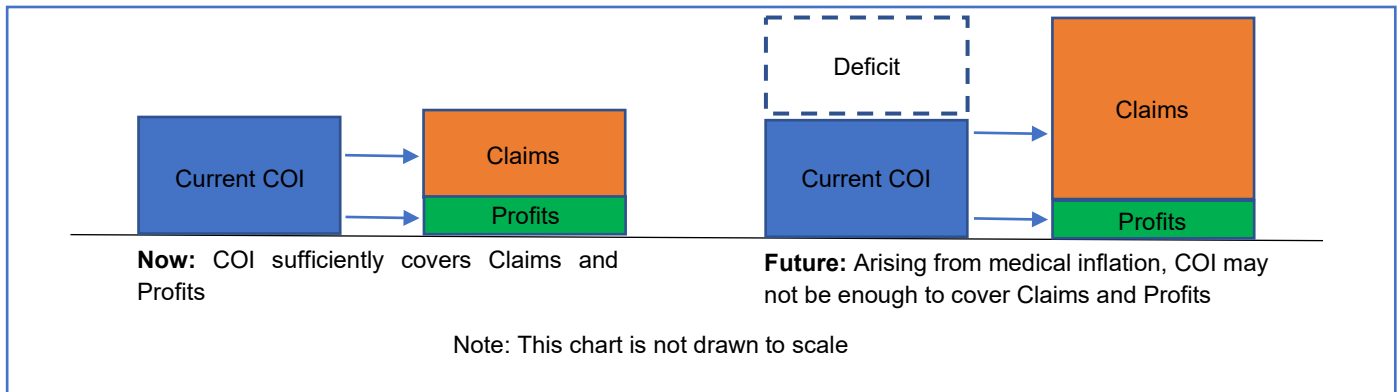 Deficit
Claims
Current COI
Claims
Profits
Current COI
Profits
Now: COI sufficiently covers Claims and
Profits
Future: Arising from medical inflation, COI may
not be enough to cover Claims and Profits
Note: This chart is not drawn to scale